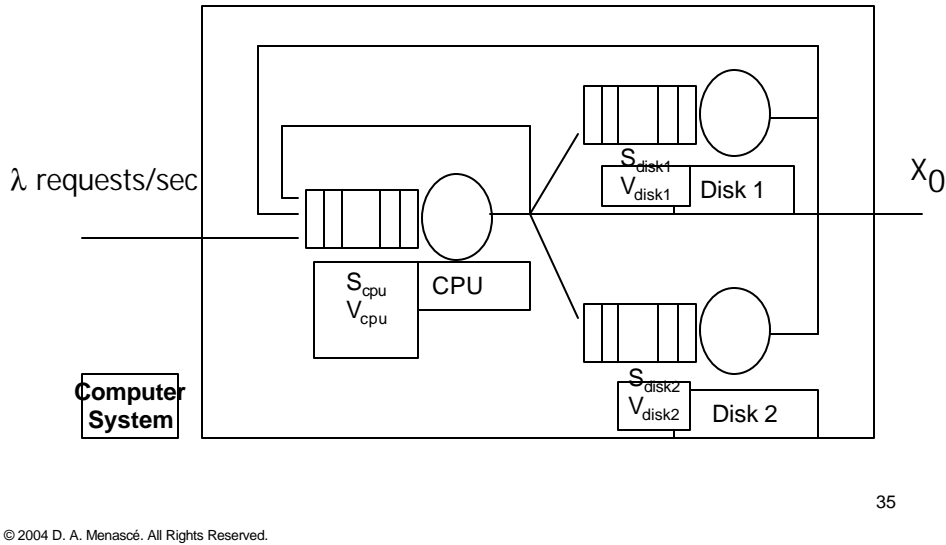 S_disk1
V_disk1
Disk 1
λ requests/sec
X_0
S_cpu
V_cpu
CPU
S_disk2
V_disk2
Disk 2
Computer
System
35
© 2004 D. A. Menascé. All Rights Reserved.